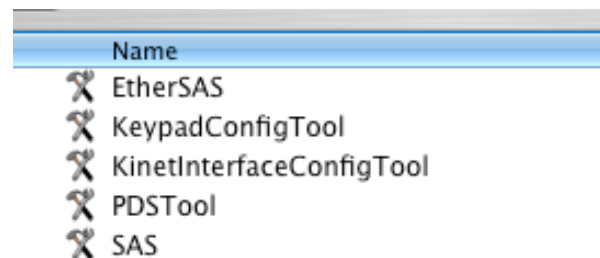 Name
EtherSAS
KeypadConfigTool
KinetInterfaceConfigTool
PDSTool
SAS